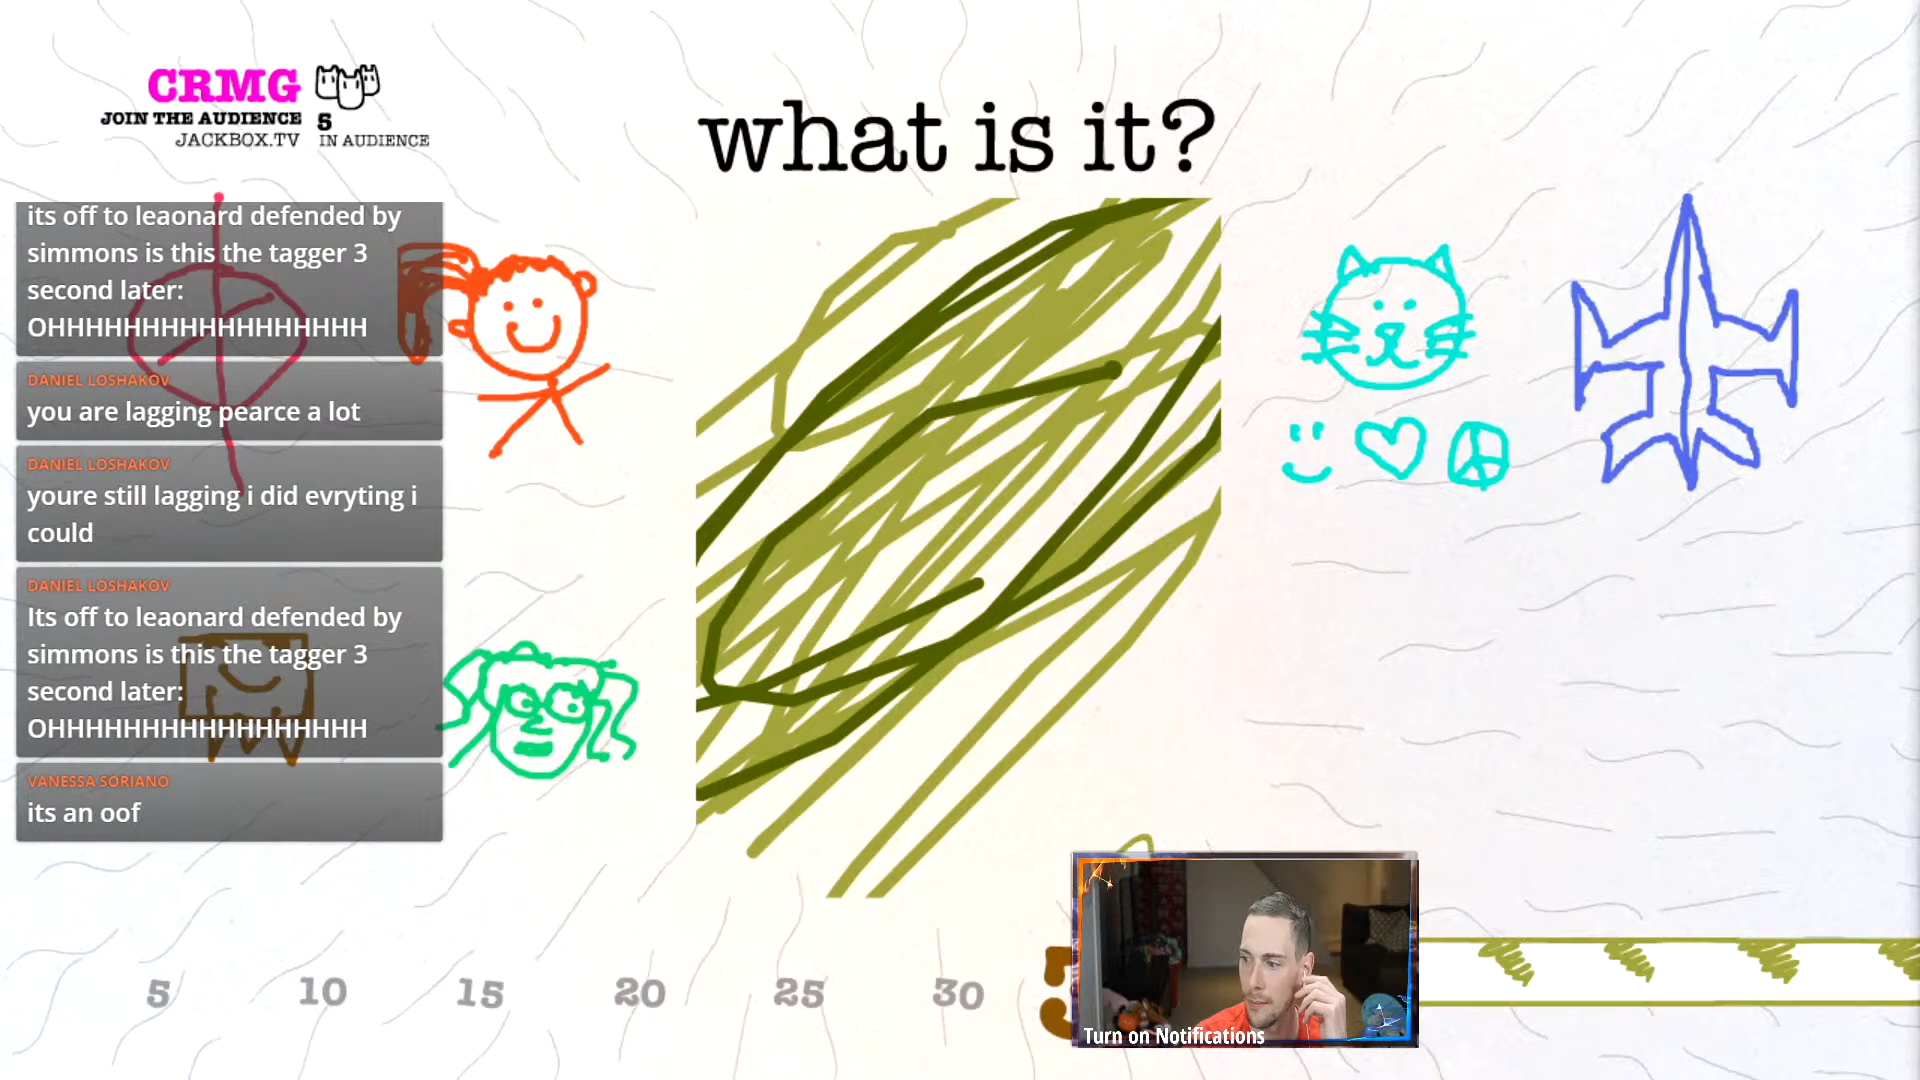 CRMG
JOIN THE AUDIENCE
JACKBOX.TV
5
IN AUDIENCE
what is it?
its off to leaonard defended by
simmons is this the tagger 3
second later:
OHHHHHHHHHHHHHHHHHH
DANIEL LOSHAKOV
you are lagging pearce a lot
DANIEL LOSHAKOV
youre still lagging i did evryting i
could
DANIEL LOSHAKOV
Its off to leaonard defended by
simmons is this the tagger 3
second later:
OHHHHHHHHHHHHHHHHHH
VANESSA SORIANO
its an oof
5 10 15 20 25 30
Turn on Notifications